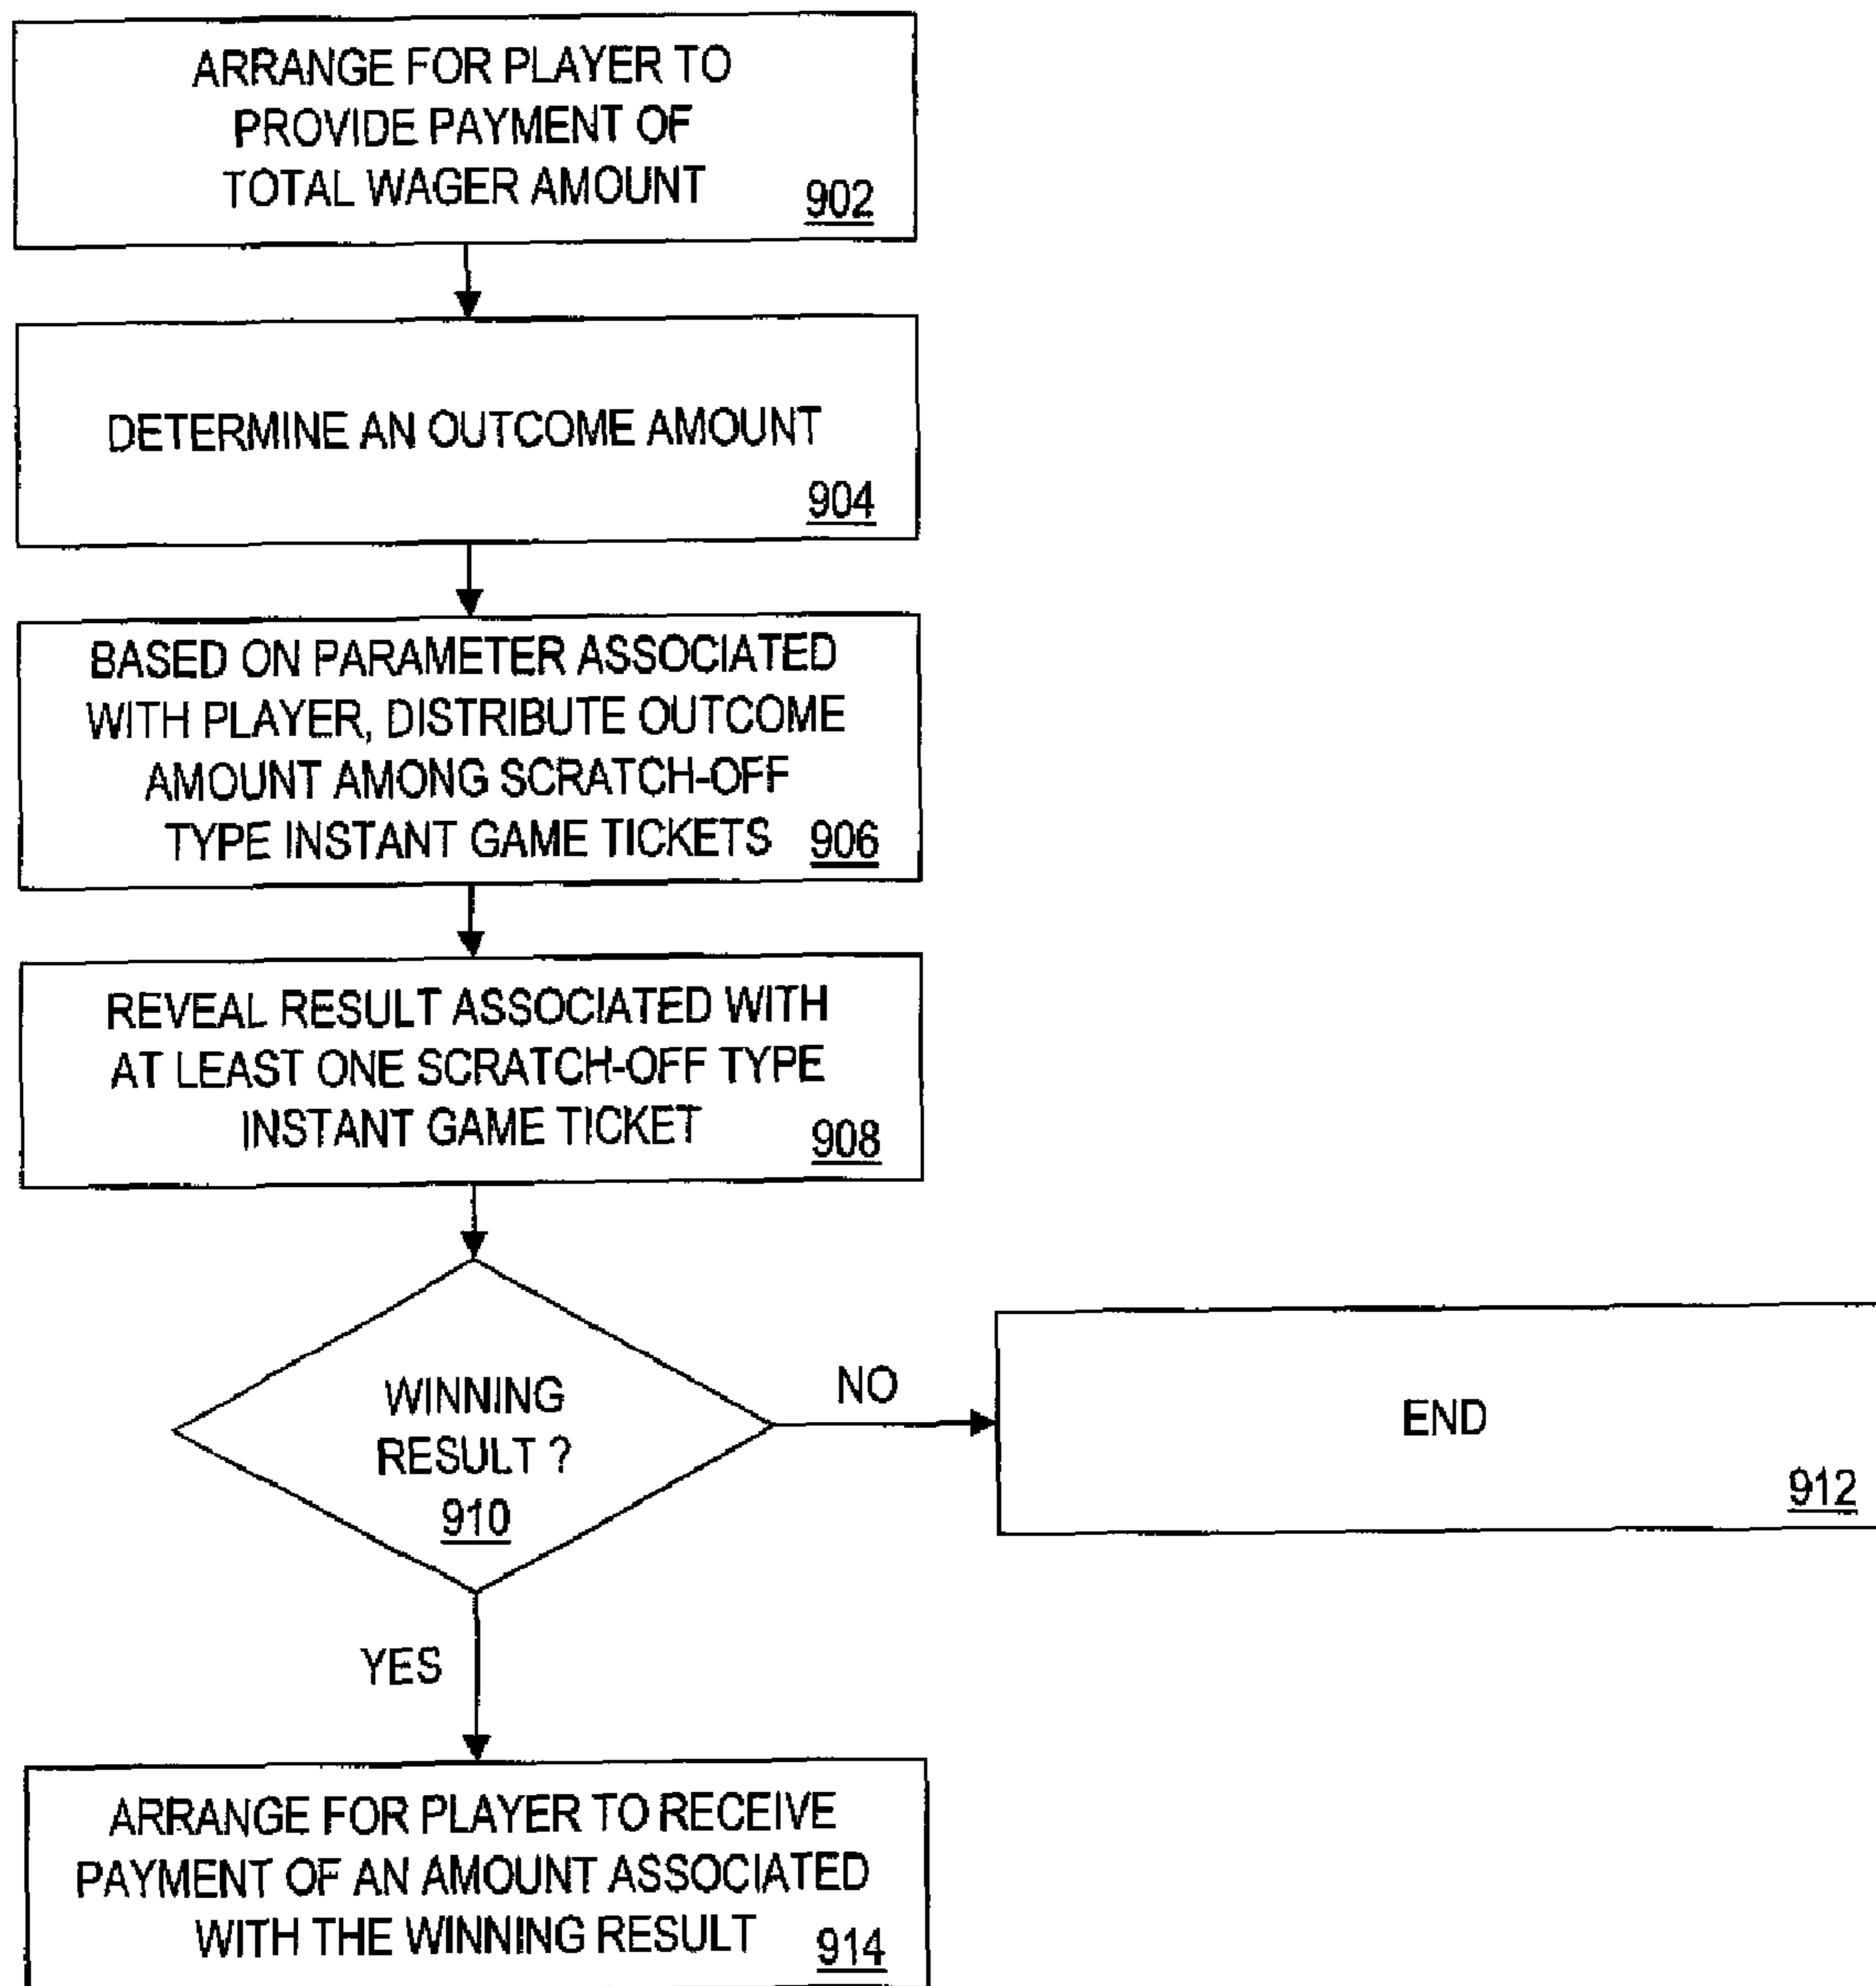 ARRANGE FOR PLAYER TO
PROVIDE PAYMENT OF
TOTAL WAGER AMOUNT
902
DETERMINE AN OUTCOME AMOUNT
904
BASED ON PARAMETER ASSOCIATED
WITH PLAYER, DISTRIBUTE OUTCOME
AMOUNT AMONG SCRATCH-OFF
TYPE INSTANT GAME TICKETS 906
REVEAL RESULT ASSOCIATED WITH
AT LEAST ONE SCRATCH-OFF TYPE
INSTANT GAME TICKET
908
WINNING
RESULT ?
910
NO
END
912
YES
ARRANGE FOR PLAYER TO RECEIVE
PAYMENT OF AN AMOUNT ASSOCIATED
WITH THE WINNING RESULT
914